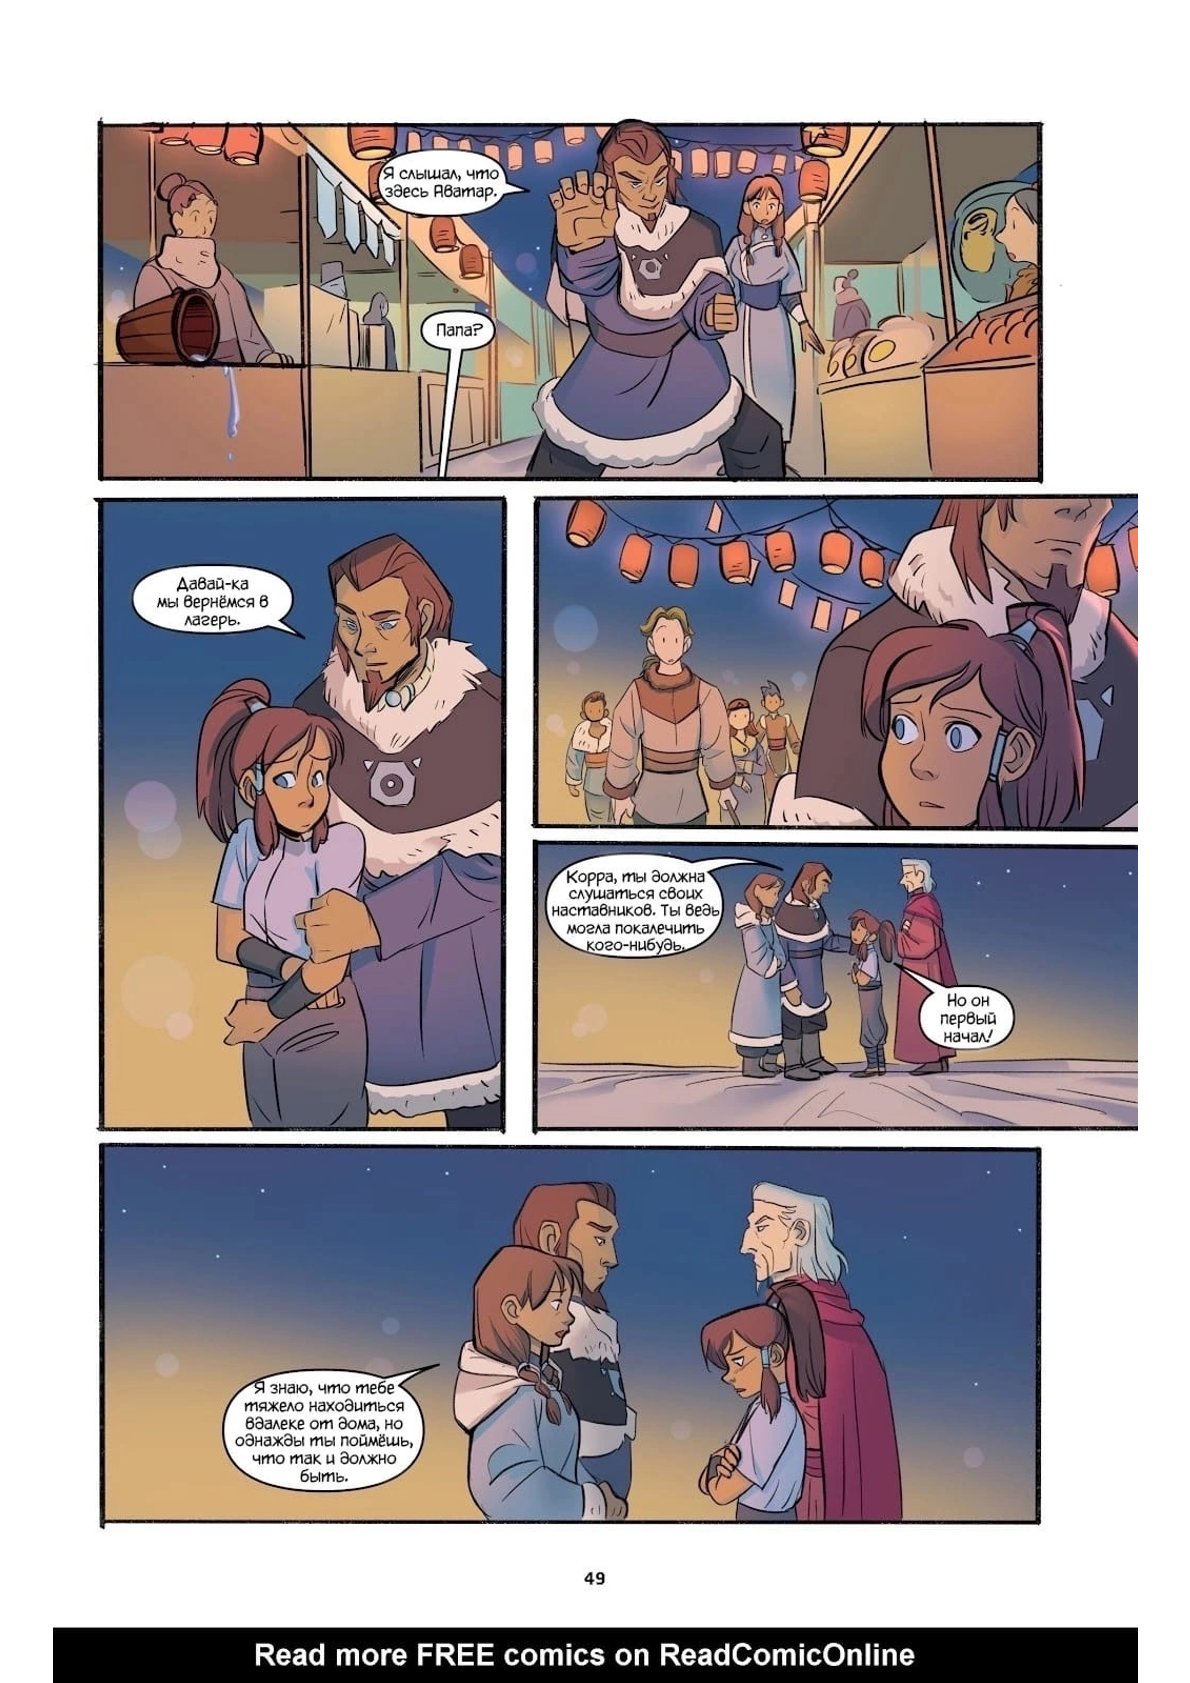 Я слышал, что
здесь Аватар.
Папа?
Давай-ка
мы вернёмся в
лагерь.
Корра, ты должна
слушаться своих
наставников. Ты ведь
могла покалечить
кого-нибудь.
Но он
первый
начал!
Я знаю, что тебе
тяжело находиться
вдалеке от дома, но
однажды ты поймёшь,
что так и должно
быть.
49
Read more FREE comics on ReadComicOnline